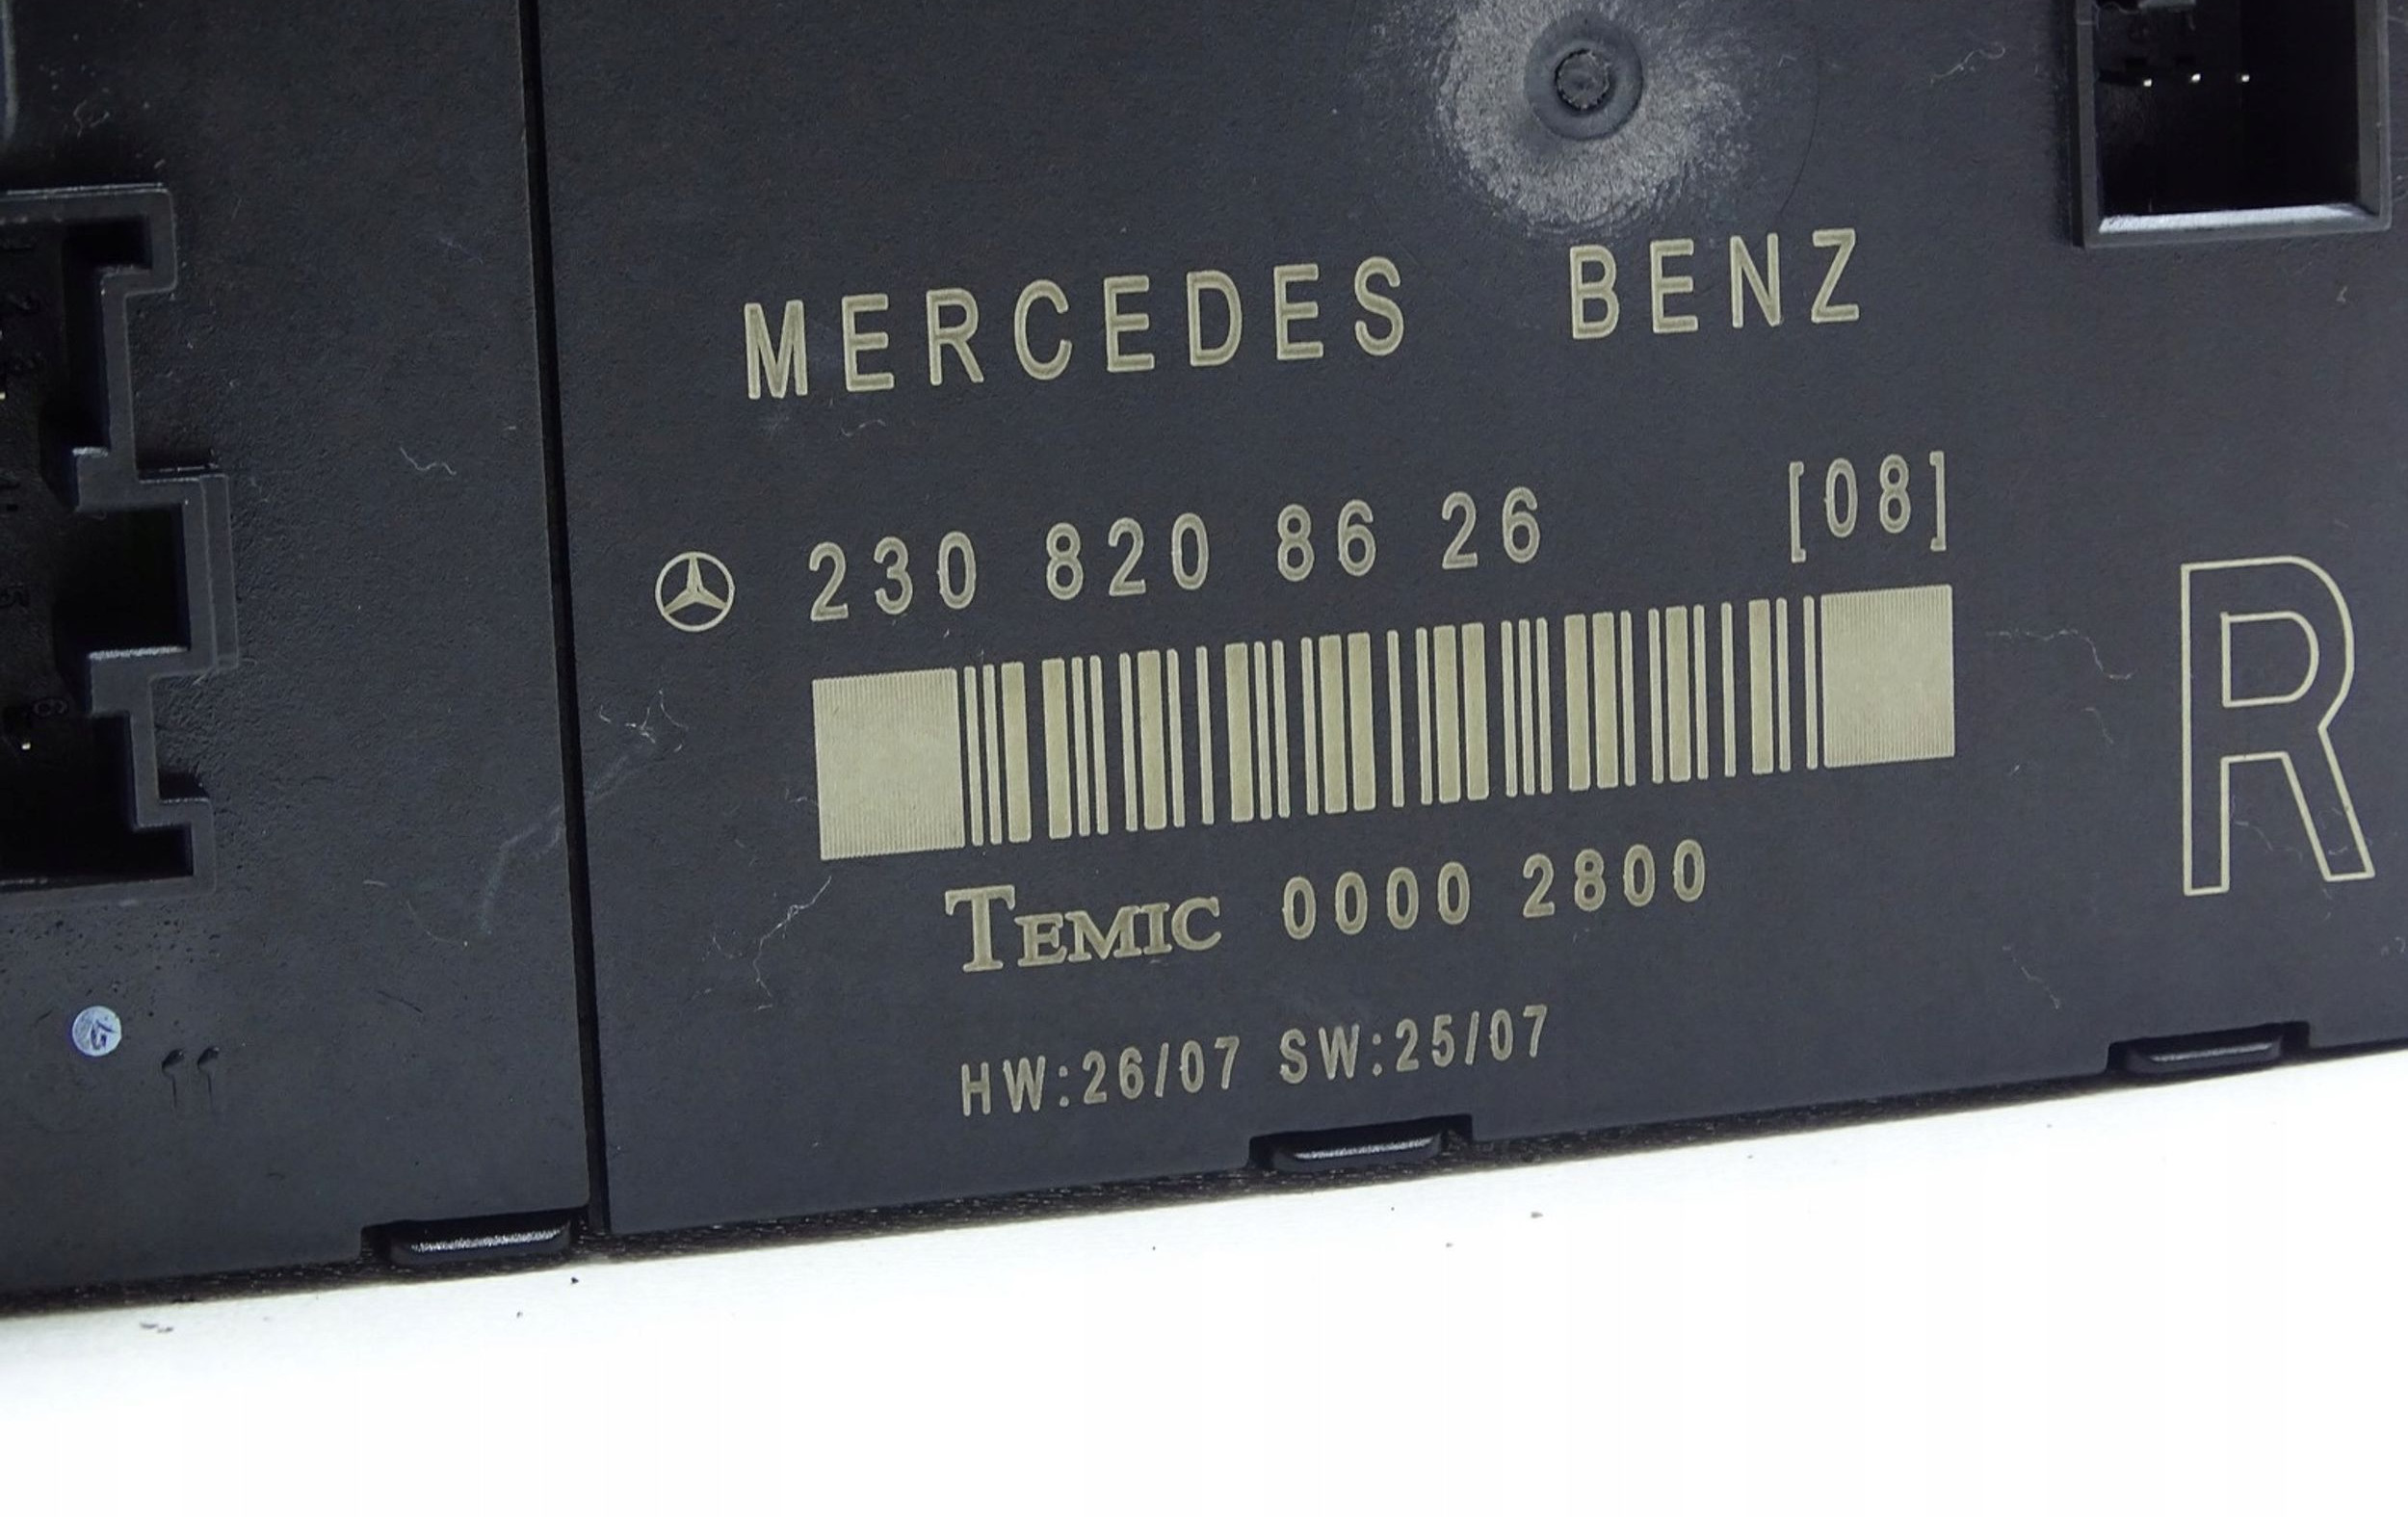 MERCEDES BENZ
230 820 86 26 [08]
R
TEMIC 0000 2800
HW:26/07 SW:25/07